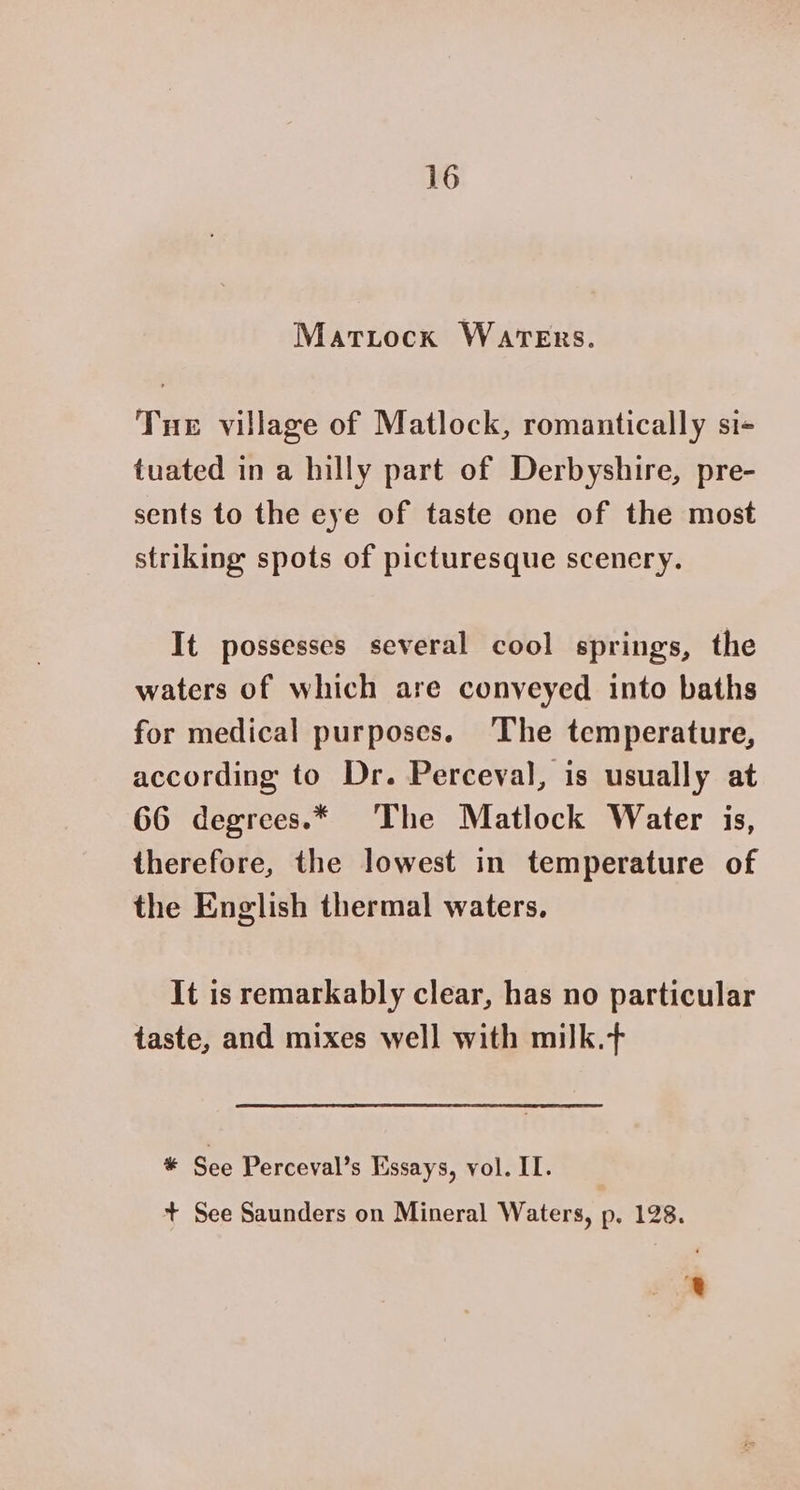 16
Matlock Waters.
The village of Matlock, romantically si-
tuated in a hilly part of Derbyshire, pre-
sents to the eye of taste one of the most
striking spots of picturesque scenery.
It possesses several cool springs, the
waters of which are conveyed into baths
for medical purposes. The temperature,
according to Dr. Perceval, is usually at
66 degrees.* The Matlock Water is,
therefore, the lowest in temperature of
the English thermal waters.
It is remarkably clear, has no particular
taste, and mixes well with milk.†
* See Perceval's Essays, vol. II.
† See Saunders on Mineral Waters, p. 128.